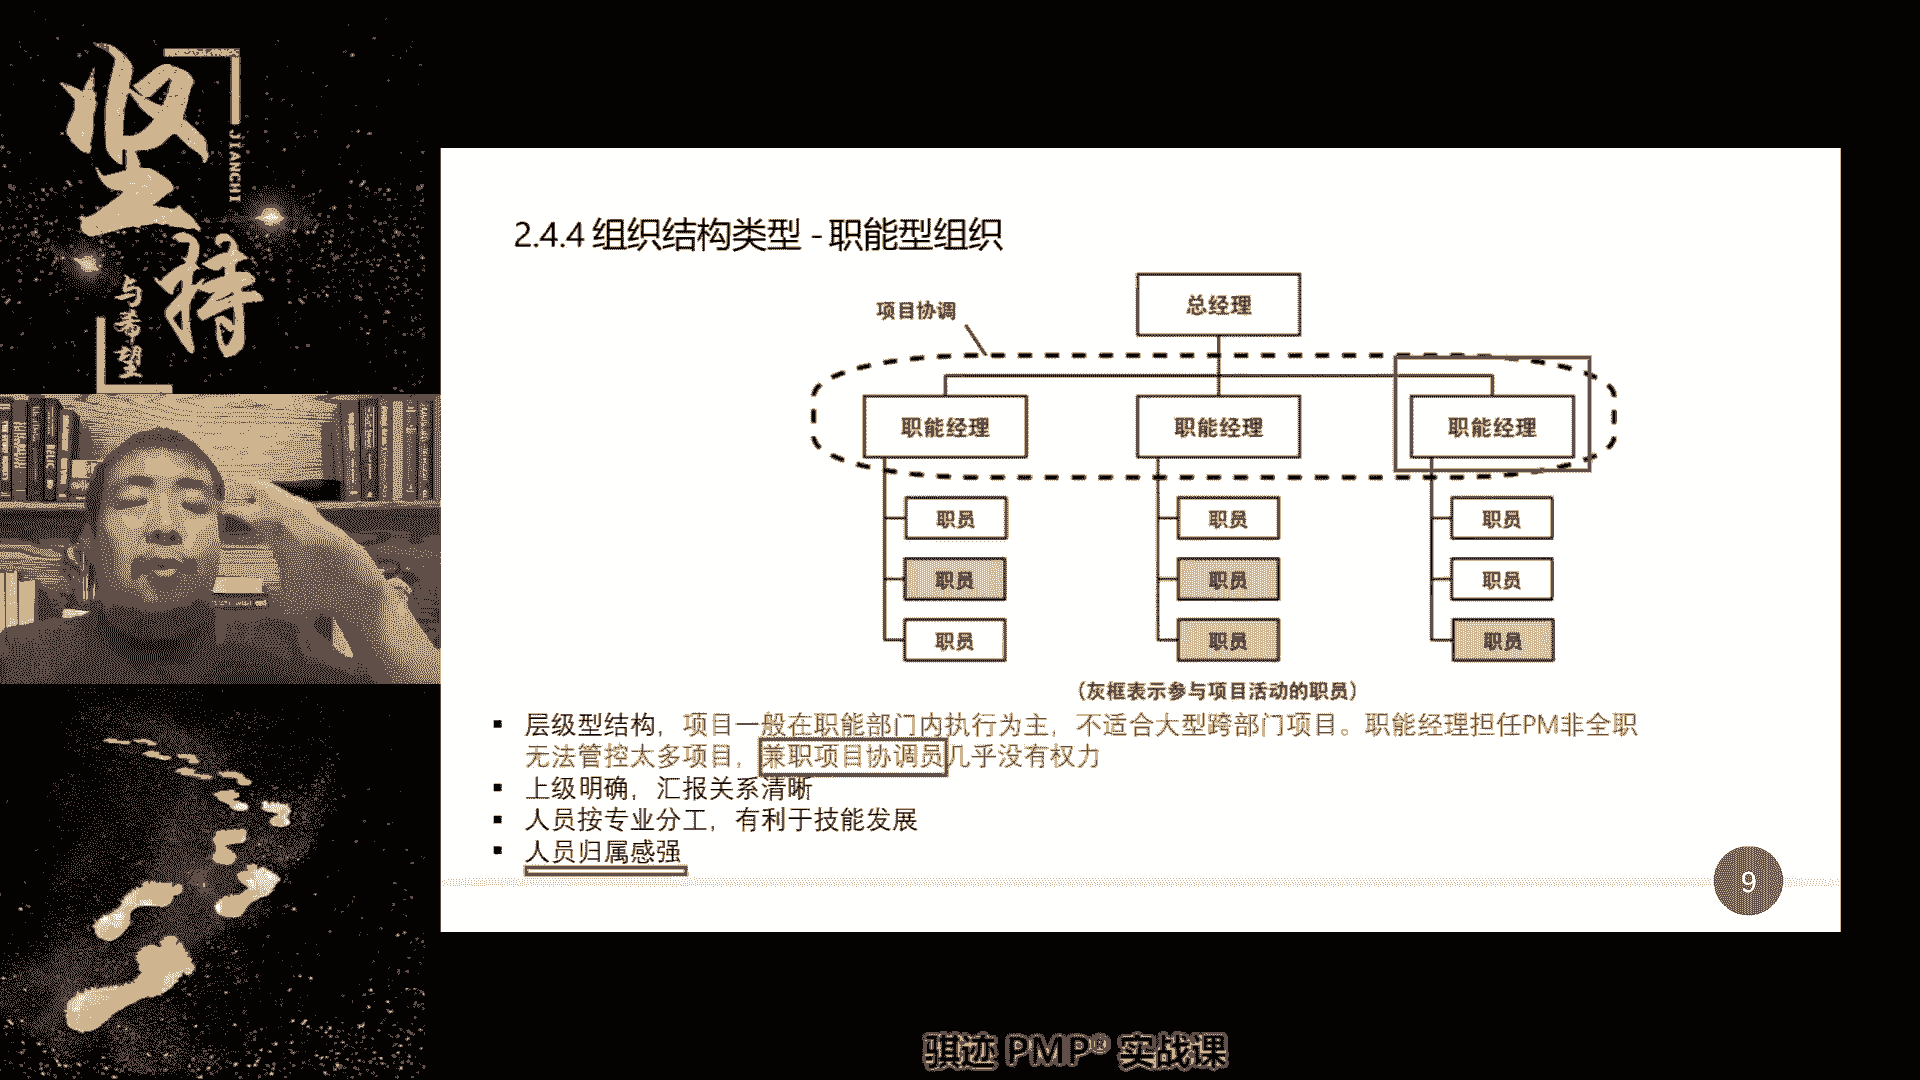 坚持
JIANCHI
与希望
2.4.4 组织结构类型 - 职能型组织
项目协调
总经理
职能经理 职能经理 职能经理
职员 职员 职员
职员 职员 职员
职员 职员 职员
（灰框表示参与项目活动的职员）
▪ 层级型结构，项目一般在职能部门内执行为主，不适合大型跨部门项目。职能经理担任PM非全职
无法管控太多项目，兼职项目协调员几乎没有权力
▪ 上级明确，汇报关系清晰
▪ 人员按专业分工，有利于技能发展
▪ 人员归属感强
9
骐迹 PMP® 实战课